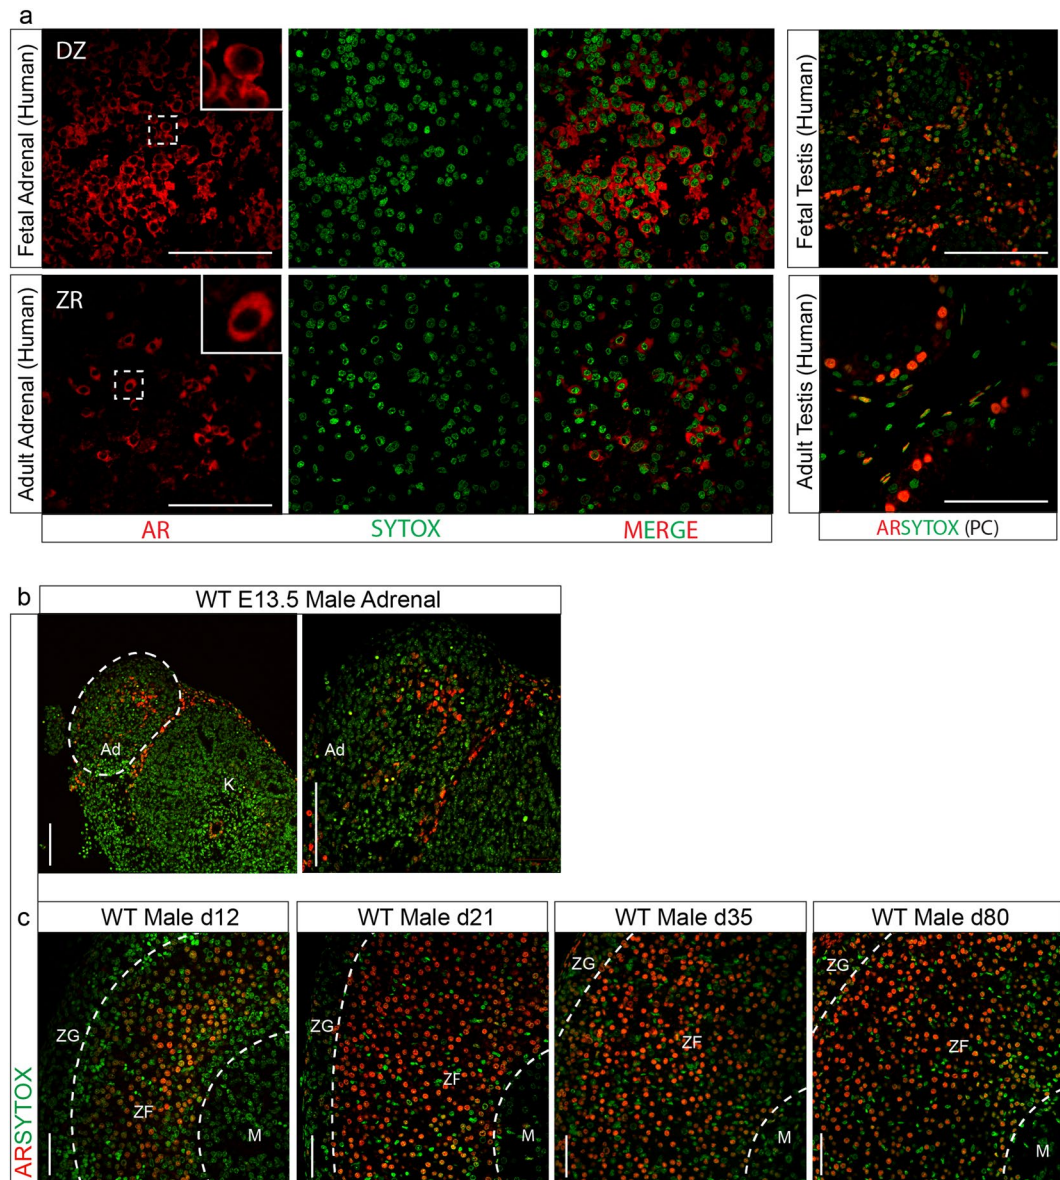 a
Fetal Adrenal (Human)
DZ
Fetal Testis (Human)
Adult Adrenal (Human)
ZR
Adult Testis (Human)
AR
SYTOX
MERGE
ARSYTOX (PC)
b
WT E13.5 Male Adrenal
Ad
K
Ad
c
WT Male d12
WT Male d21
WT Male d35
WT Male d80
ARSYTOX
ZG
ZF
M
ZG
ZF
M
ZG
ZF
M
ZG
ZF
M